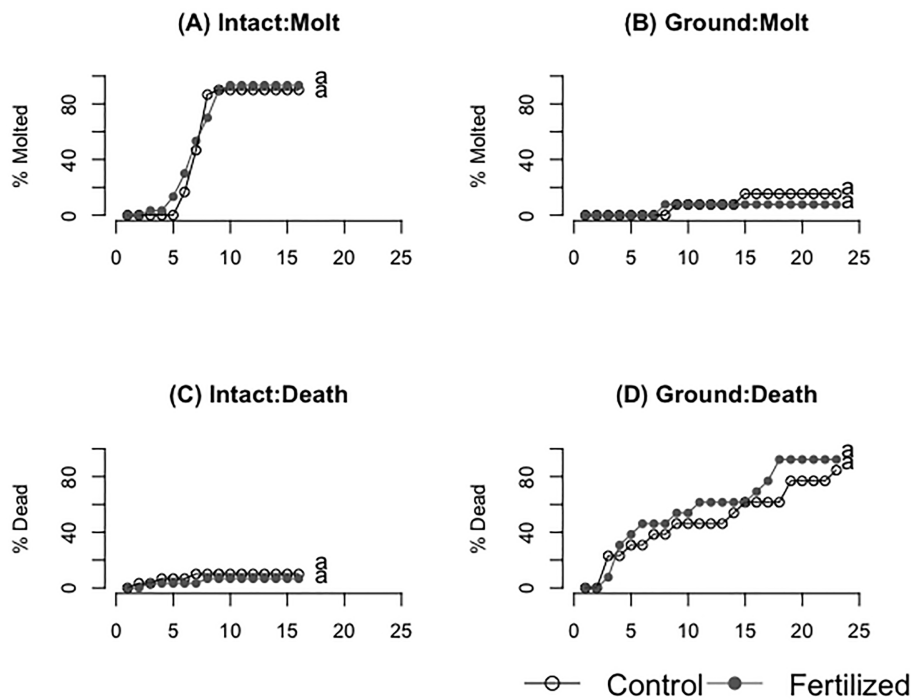 (A) Intact:Molt
% Molted
80
40
0
a
a
0 5 10 15 20 25
(B) Ground:Molt
% Molted
80
40
0
a
a
0 5 10 15 20 25
(C) Intact:Death
% Dead
80
40
0
a
a
0 5 10 15 20 25
(D) Ground:Death
% Dead
80
40
0
a
a
0 5 10 15 20 25
Control Fertilized